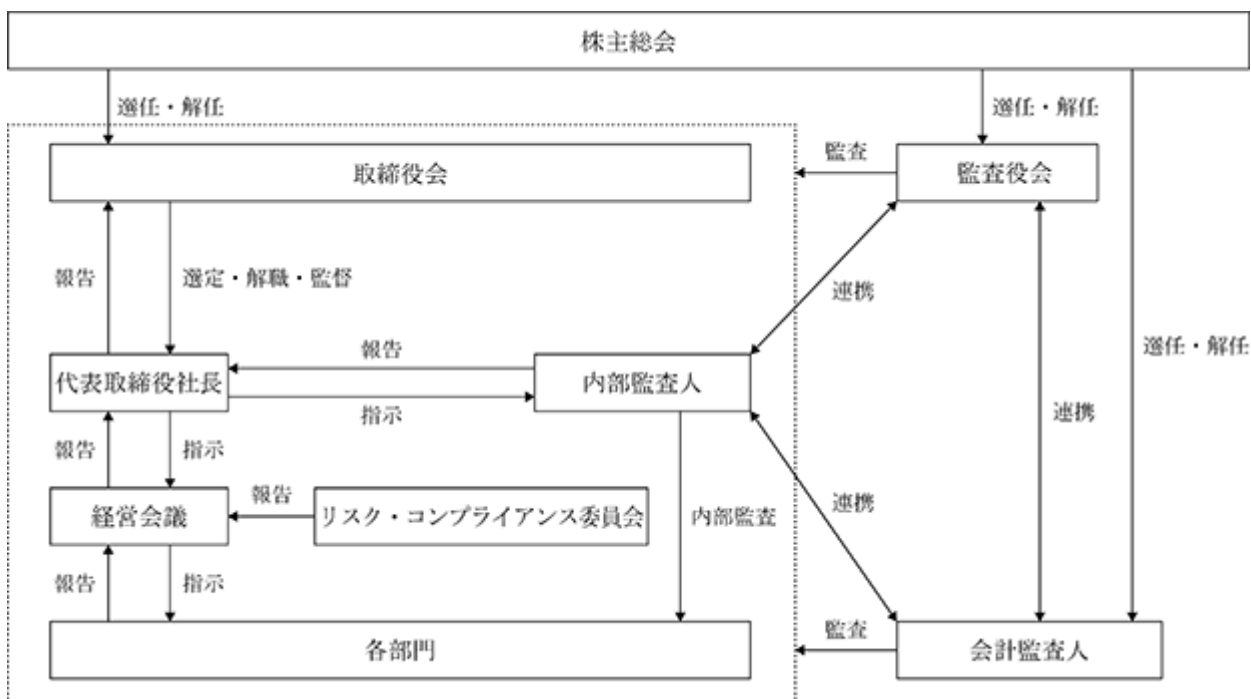 株主総会
選任・解任
選任・解任
取締役会
監査
監査役会
報告
選定・解職・監督
連携
選任・解任
報告
代表取締役社長
内部監査人
指示
連携
報告
指示
経営会議
報告
リスク・コンプライアンス委員会
内部監査
連携
報告
指示
各部門
監査
会計監査人